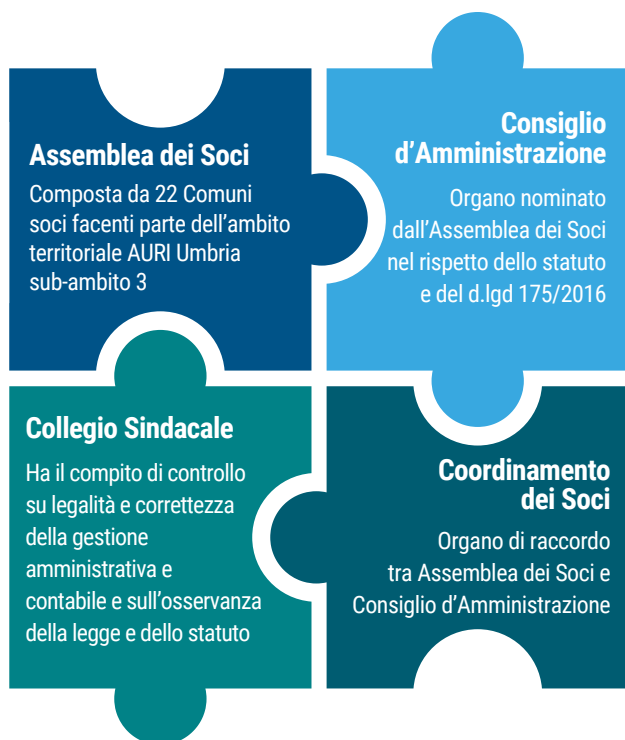 Assemblea dei Soci
Composta da 22 Comuni
soci facenti parte dell'ambito
territoriale AURI Umbria
sub-ambito 3
Consiglio
d'Amministrazione
Organo nominato
dall'Assemblea dei Soci
nel rispetto dello statuto
e del d.lgd 175/2016
Collegio Sindacale
Ha il compito di controllo
su legalità e correttezza
della gestione
amministrativa e
contabile e sull'osservanza
della legge e dello statuto
Coordinamento
dei Soci
Organo di raccordo
tra Assemblea dei Soci e
Consiglio d'Amministrazione